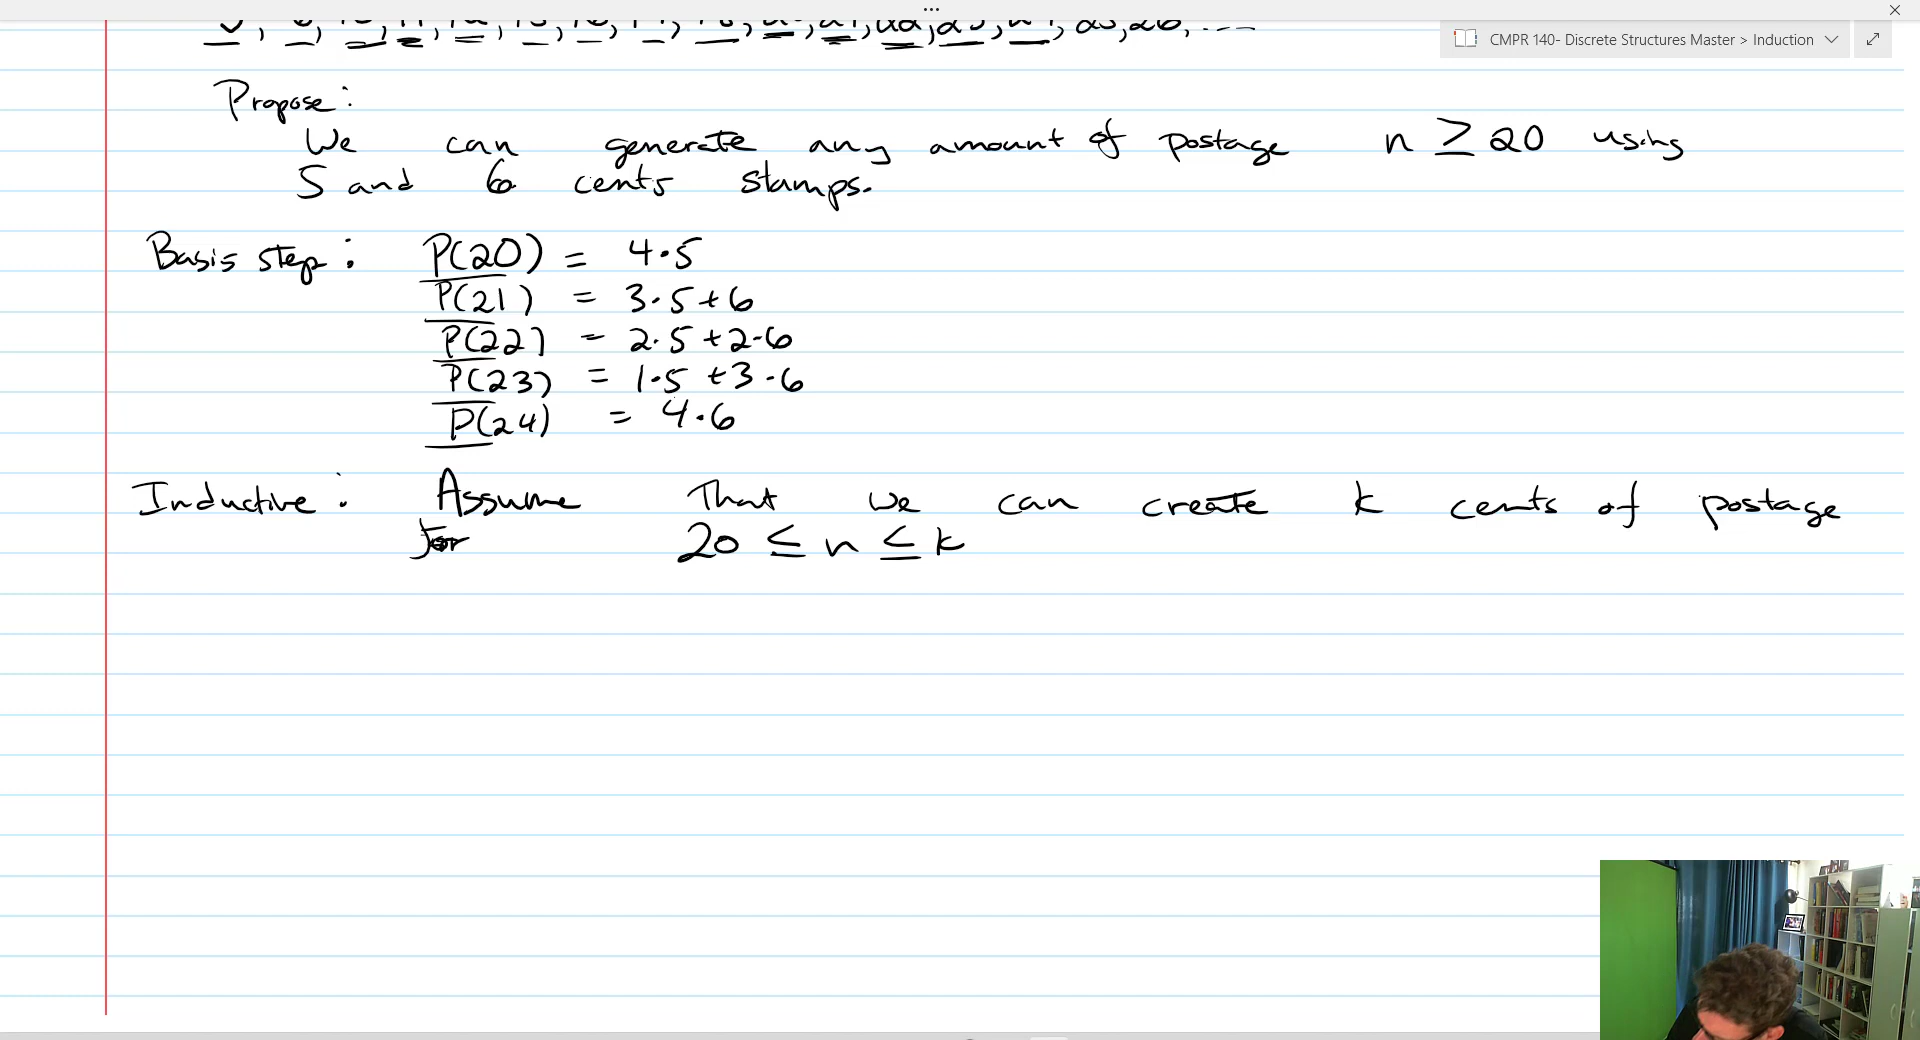 CMPR 140- Discrete Structures Master > Induction
Propose:
We can generate any amount of postage n ≥ 20 using
5 and 6 cents stamps.
Basis step: P(20) = 4·5
P(21) = 3·5+6
P(22) = 2·5+2·6
P(23) = 1·5+3·6
P(24) = 4·6
Inductive: Assume That we can create k cents of postage
for 20 ≤ n ≤ k